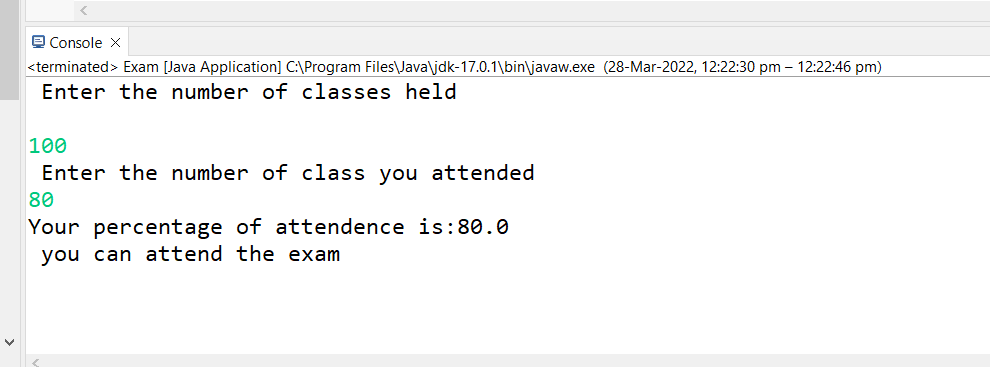 Console
<terminated> Exam [Java Application] C:\Program Files\Java\jdk-17.0.1\bin\javaw.exe (28-Mar-2022, 12:22:30 pm – 12:22:46 pm)
Enter the number of classes held
100
Enter the number of class you attended
80
Your percentage of attendence is:80.0
you can attend the exam